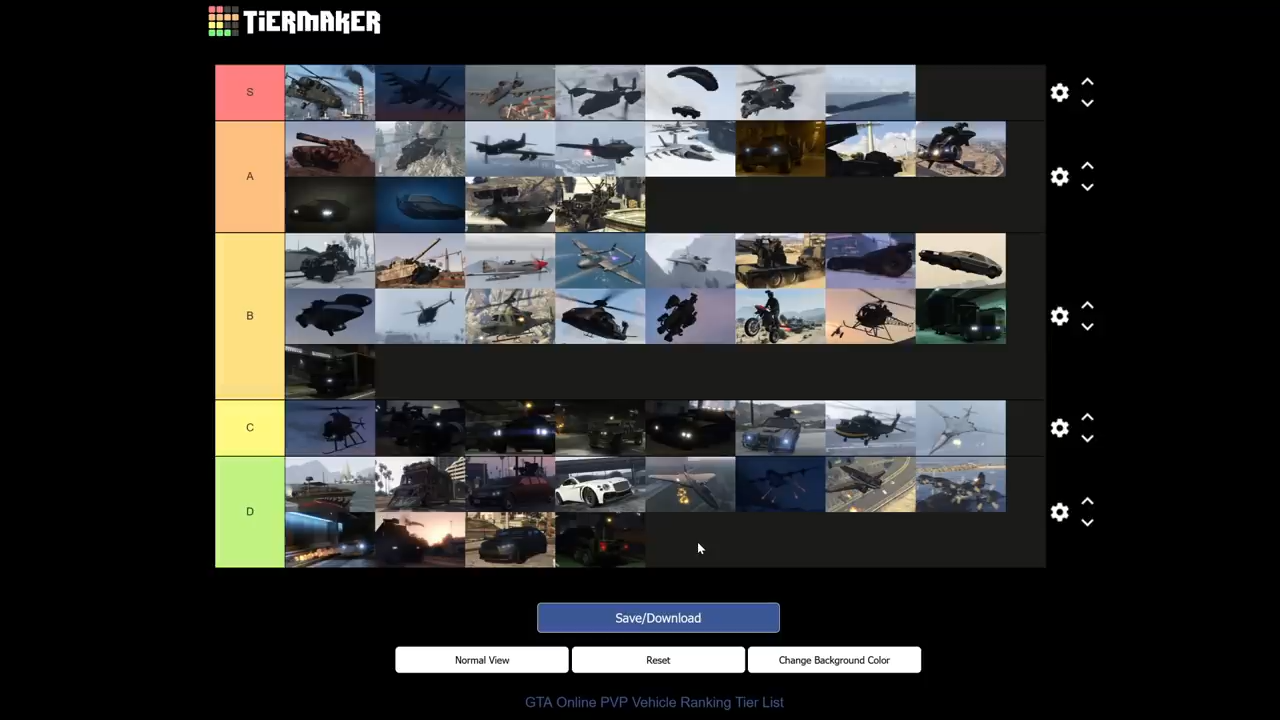 TiERMAKER
S
A
B
C
D
Save/Download
Normal View
Reset
Change Background Color
GTA Online PVP Vehicle Ranking Tier List